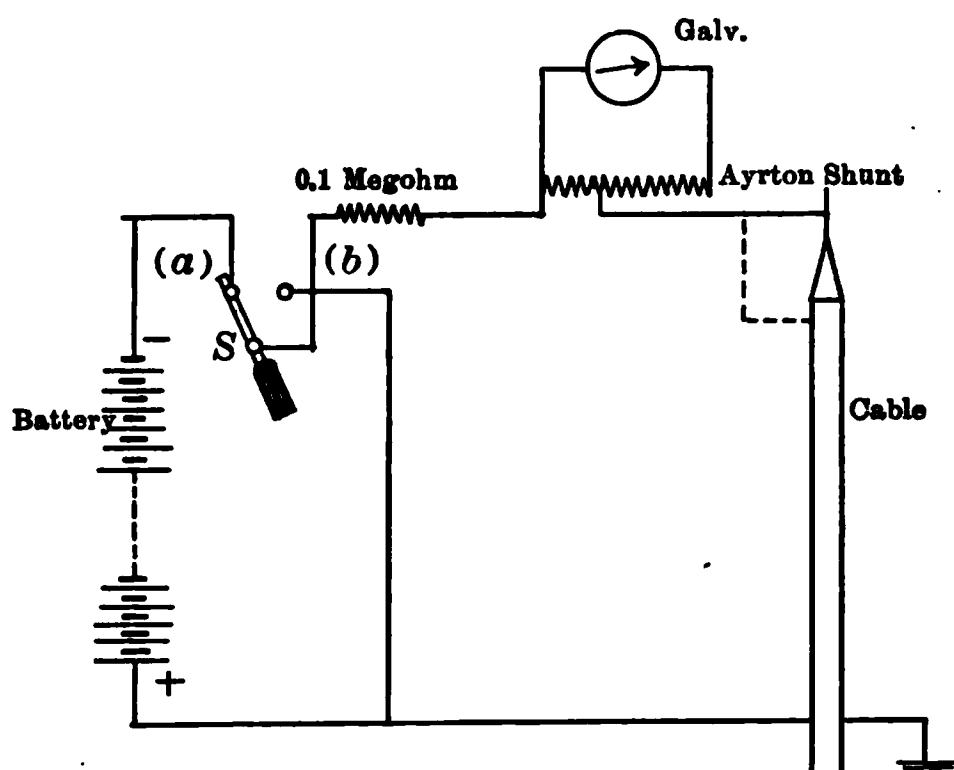 Galv.
0.1 Megohm
Ayrton Shunt
(a)
(b)
S
−
Battery
Cable
+